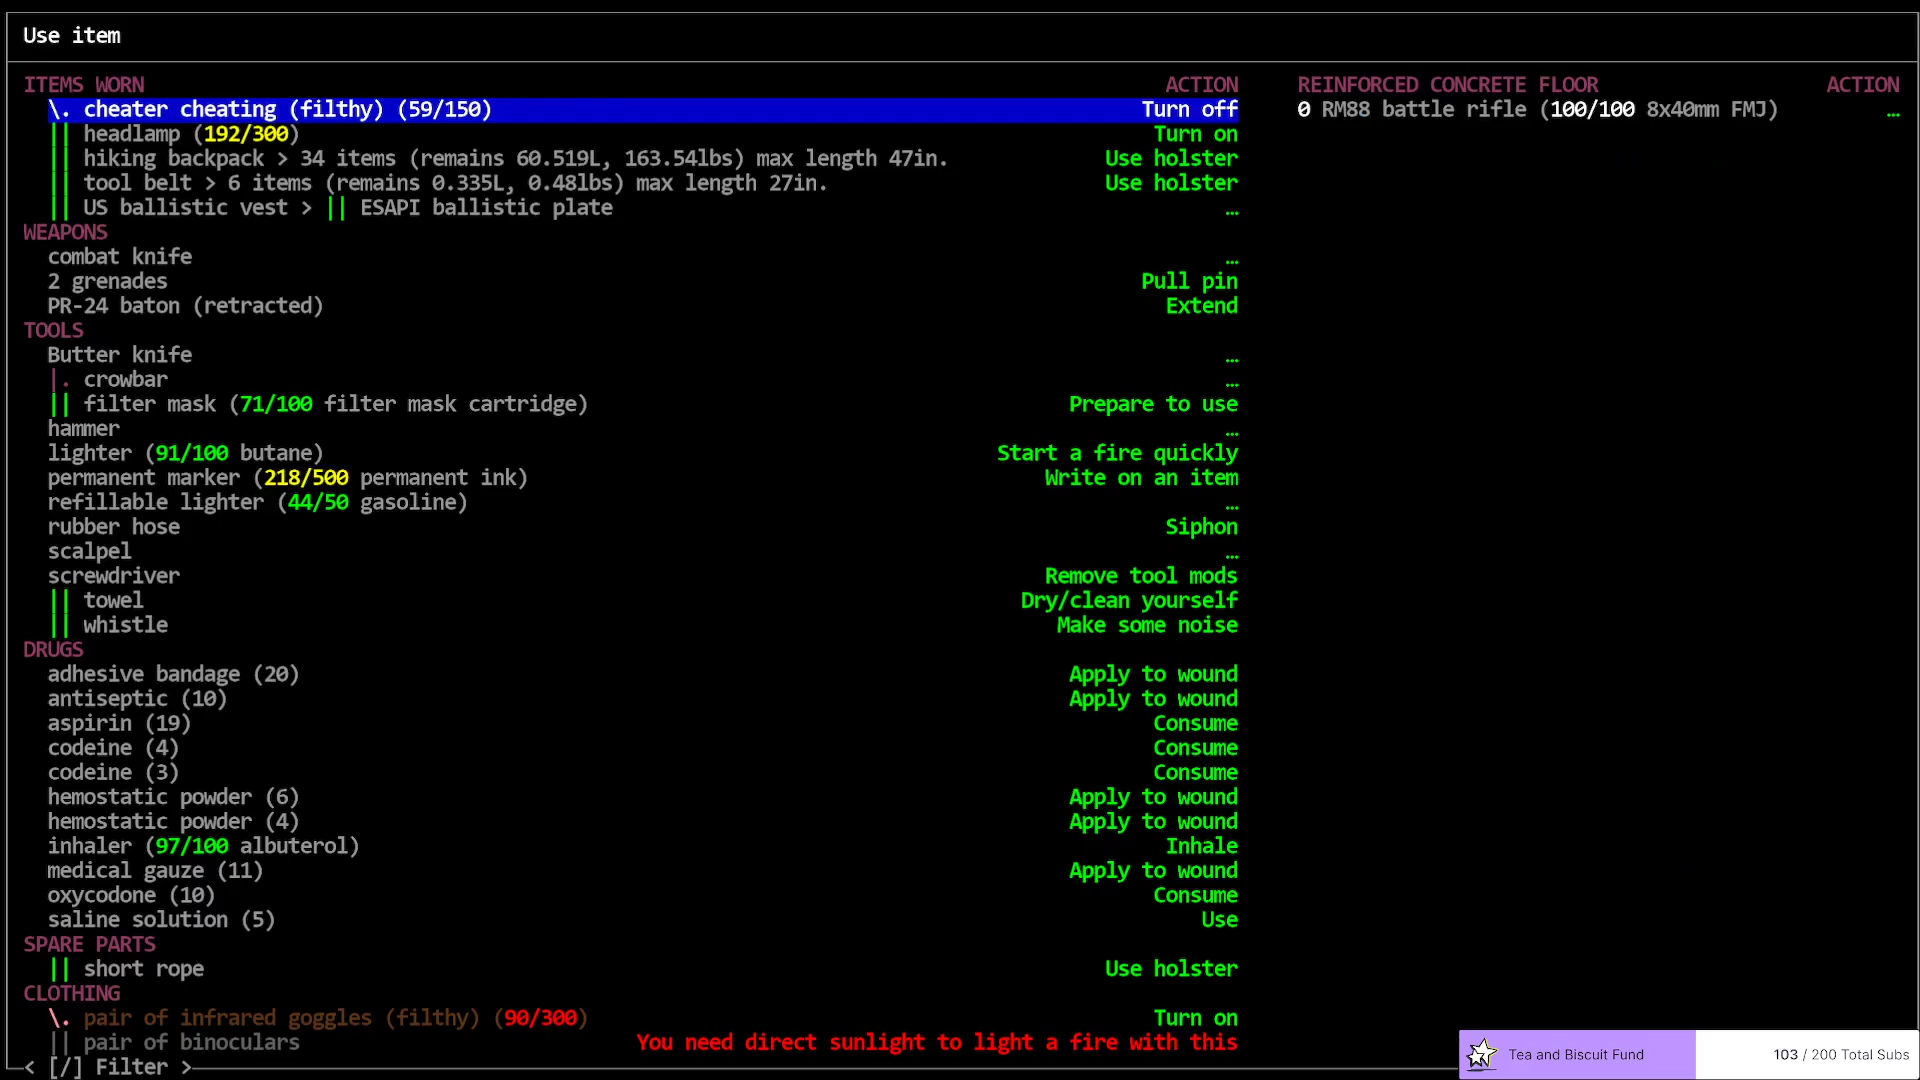 Use item
ITEMS WORN ACTION
\. cheater cheating (filthy) (59/150) Turn off
|| headlamp (192/300) Turn on
|| hiking backpack > 34 items (remains 60.519L, 163.54lbs) max length 47in. Use holster
|| tool belt > 6 items (remains 0.335L, 0.48lbs) max length 27in. Use holster
|| US ballistic vest > || ESAPI ballistic plate …
WEAPONS
combat knife …
2 grenades Pull pin
PR-24 baton (retracted) Extend
TOOLS
Butter knife …
|. crowbar …
|| filter mask (71/100 filter mask cartridge) Prepare to use
hammer …
lighter (91/100 butane) Start a fire quickly
permanent marker (218/500 permanent ink) Write on an item
refillable lighter (44/50 gasoline) …
rubber hose Siphon
scalpel …
screwdriver Remove tool mods
|| towel Dry/clean yourself
|| whistle Make some noise
DRUGS
adhesive bandage (20) Apply to wound
antiseptic (10) Apply to wound
aspirin (19) Consume
codeine (4) Consume
codeine (3) Consume
hemostatic powder (6) Apply to wound
hemostatic powder (4) Apply to wound
inhaler (97/100 albuterol) Inhale
medical gauze (11) Apply to wound
oxycodone (10) Consume
saline solution (5) Use
SPARE PARTS
|| short rope Use holster
CLOTHING
\. pair of infrared goggles (filthy) (90/300) Turn on
|| pair of binoculars You need direct sunlight to light a fire with this
< [/] Filter >
REINFORCED CONCRETE FLOOR ACTION
0 RM88 battle rifle (100/100 8x40mm FMJ) …
Tea and Biscuit Fund 103 / 200 Total Subs